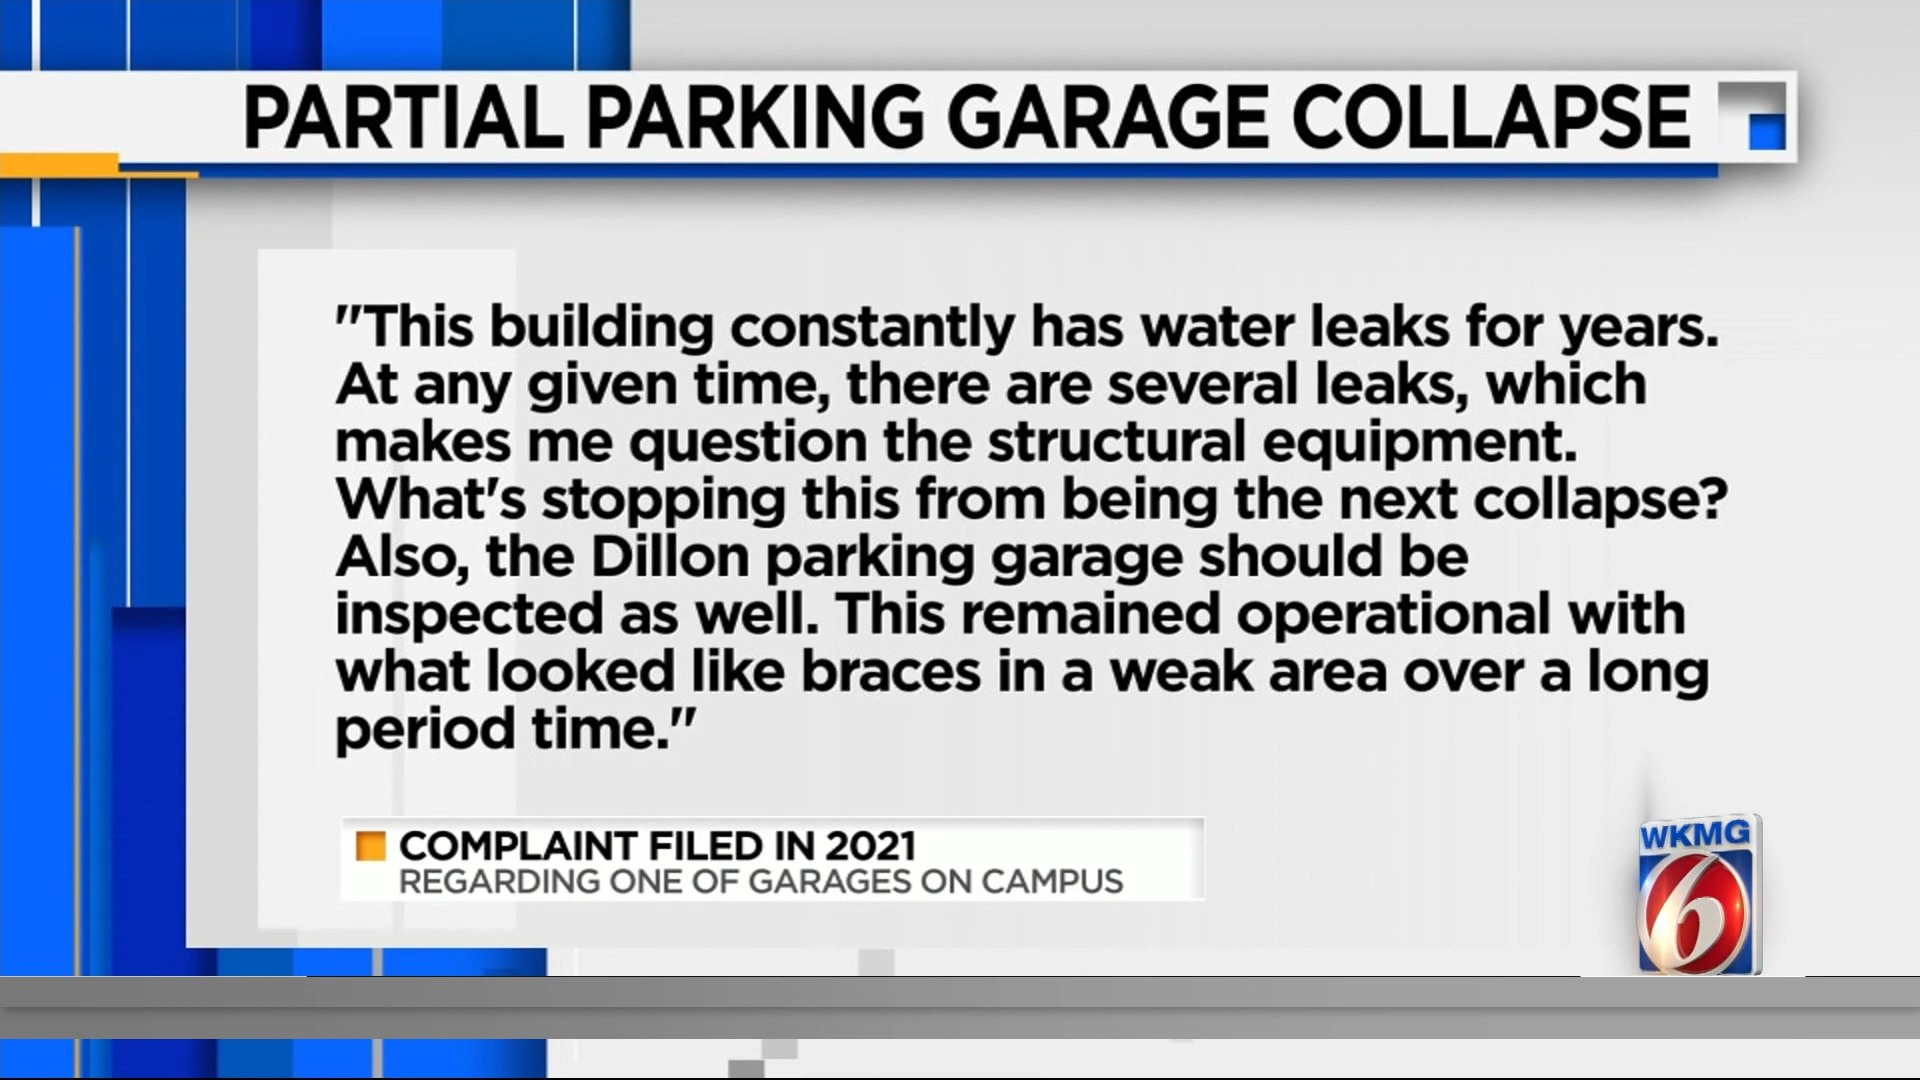 PARTIAL PARKING GARAGE COLLAPSE
"This building constantly has water leaks for years.
At any given time, there are several leaks, which
makes me question the structural equipment.
What's stopping this from being the next collapse?
Also, the Dillon parking garage should be
inspected as well. This remained operational with
what looked like braces in a weak area over a long
period time."
COMPLAINT FILED IN 2021
REGARDING ONE OF GARAGES ON CAMPUS
WKMG
6